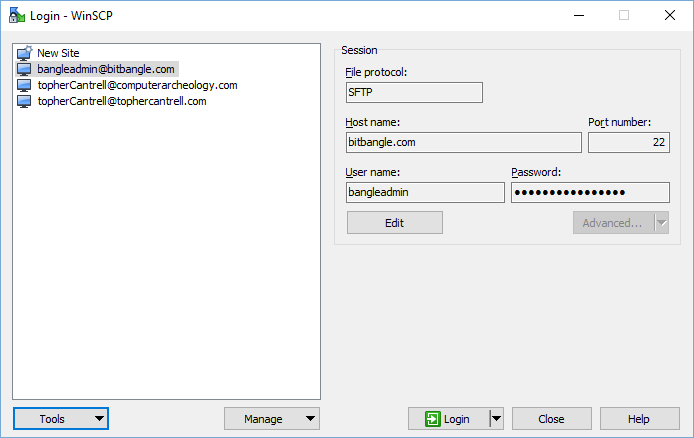 Login - WinSCP
New Site
bangleadmin@bitbangle.com
topherCantrell@computerarcheology.com
topherCantrell@tophercantrell.com
Session
File protocol:
SFTP
Host name:
Port number:
bitbangle.com
22
User name:
Password:
bangleadmin
●●●●●●●●●●●●●●●●
Edit
Advanced...
Tools
Manage
Login
Close
Help